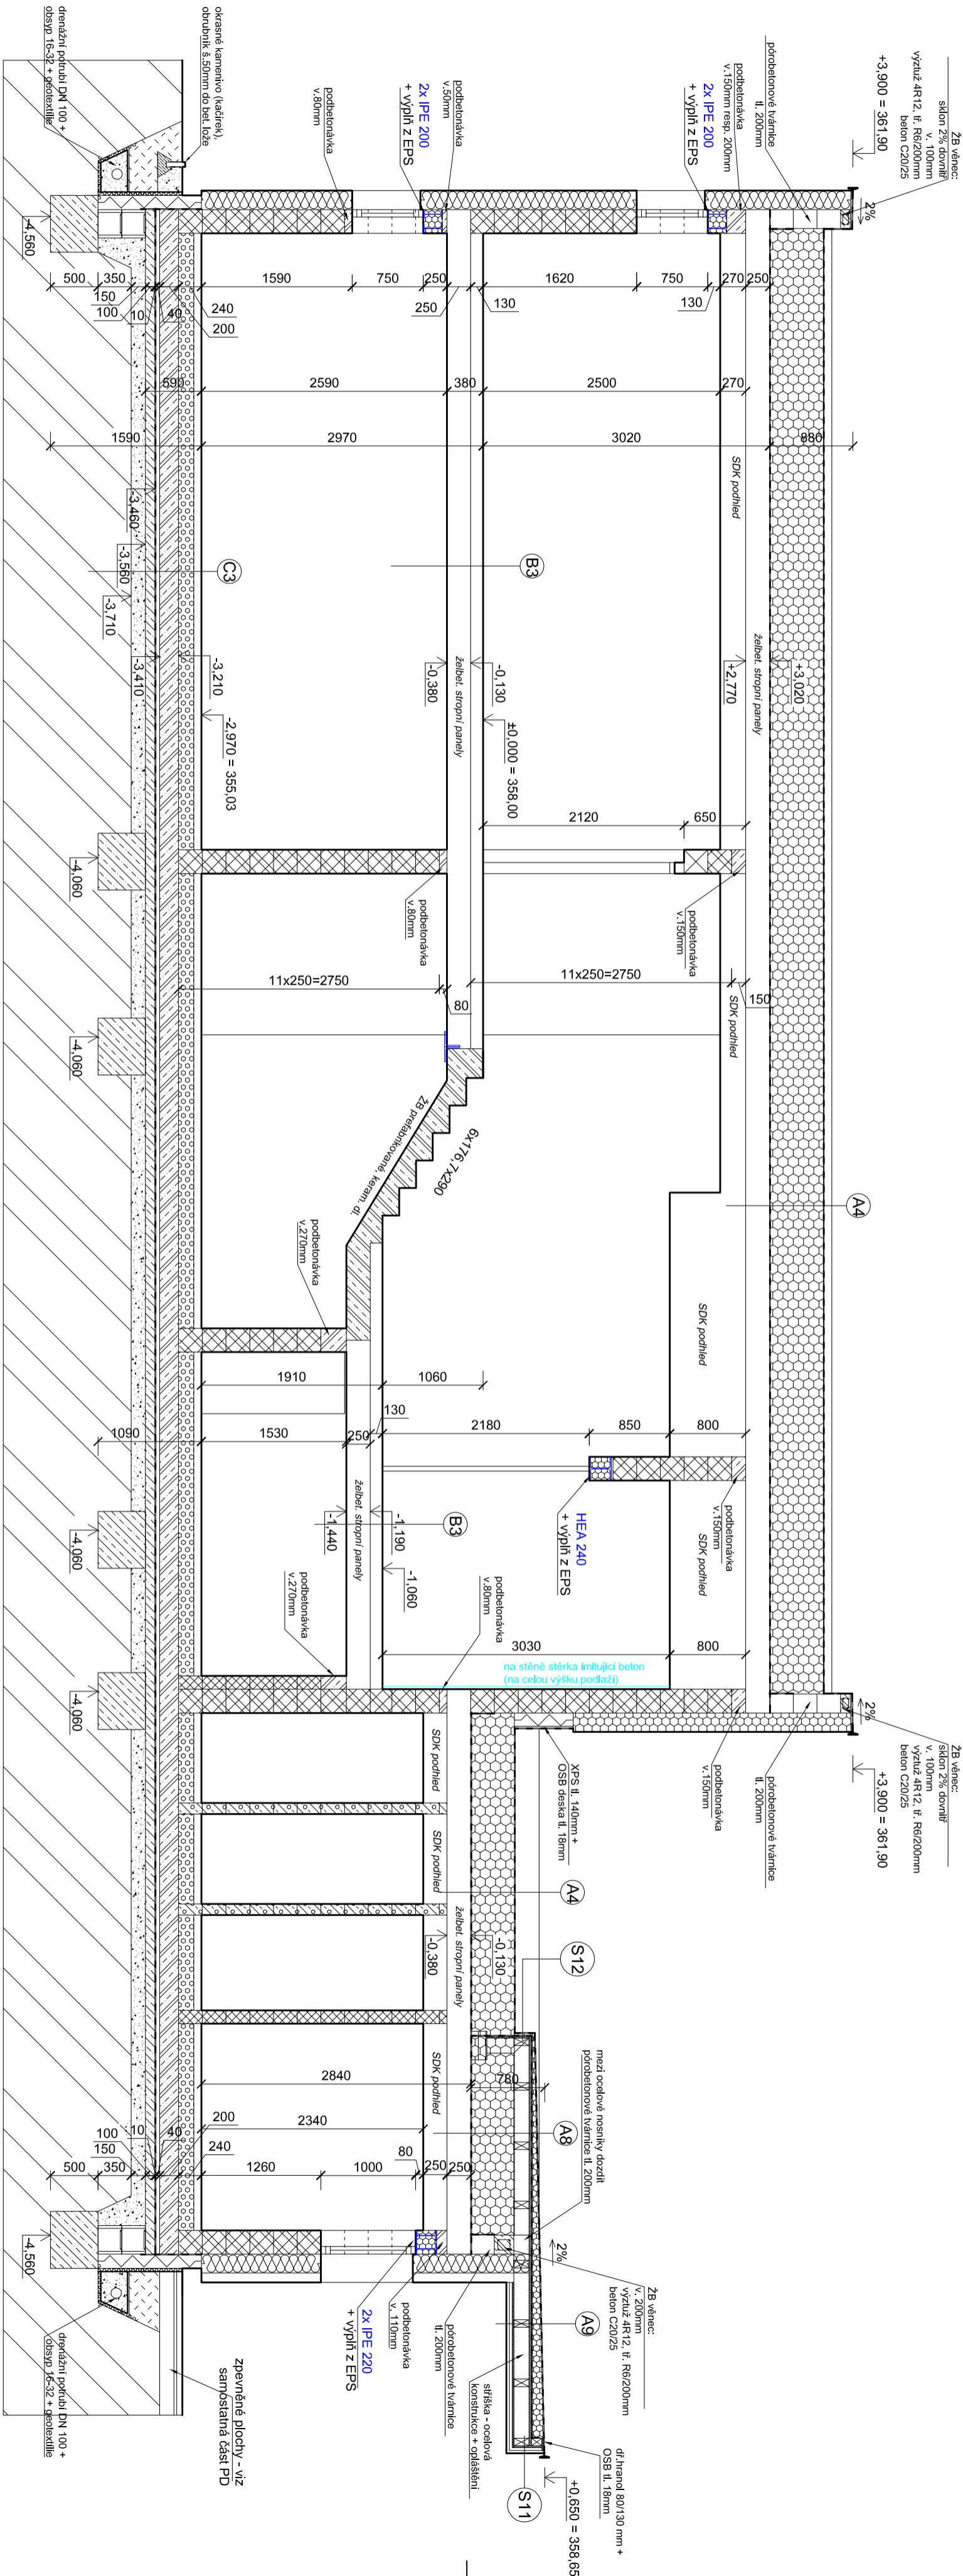 ŽB věnec:
sklon 2% dovnitř
v. 100mm
výztuž 4R12, tř. R6/200mm
beton C20/25
+3,900 = 361,90
2%
pórobetonové tvárnice
tl. 200mm
podbetonávka
v.150mm resp. 200mm
2x IPE 200
+ výplň z EPS
podbetonávka
v.50mm
2x IPE 200
+ výplň z EPS
podbetonávka
v.80mm
okrasné kamenivo (kačírek),
obrubník š.50mm do bet. lože
drenážní potrubí DN 100 +
obsyp 16-32 + geotextilie
-4,560
500
350
150
100
10
40
200
240
1590
750
250
250
130
1620
750
130
270
250
590
2590
380
2500
270
1590
2970
3020
880
SDK podhled
-3,460
-3,560
-3,710
-3,410
-3,210
C3
B3
-2,970 = 355,03
-0,380
-0,130
±0,000 = 358,00
želbet. stropní panely
+2,770
+3,020
želbet. stropní panely
2120
650
podbetonávka
v.150mm
podbetonávka
v.80mm
-4,060
11x250=2750
80
11x250=2750
150
SDK podhled
-4,060
ŽB prefabrikované, keram. dl.
6x176,7x290
A4
podbetonávka
v.270mm
SDK podhled
1910
1060
1090
1530
250
130
2180
850
800
želbet. stropní panely
-1,440
-1,190
B3
-1,060
HEA 240
+ výplň z EPS
podbetonávka
v.150mm
SDK podhled
-4,060
podbetonávka
v.270mm
podbetonávka
v.80mm
3030
800
na stěně stěrka imitující beton
(na celou výšku podlaží)
-4,060
2%
ŽB věnec:
sklon 2% dovnitř
v. 100mm
výztuž 4R12, tř. R6/200mm
beton C20/25
+3,900 = 361,90
pórobetonové tvárnice
tl. 200mm
podbetonávka
v.150mm
XPS tl. 140mm +
OSB deska tl. 18mm
SDK podhled
SDK podhled
A4
želbet. stropní panely
-0,380
-0,130
S12
SDK podhled
mezi ocelové nosníky dozdít
pórobetonové tvárnice tl. 200mm
2840
780
A8
2340
200
240
40
10
100
150
500
350
1260
1000
80
250
250
-4,560
2%
ŽB věnec:
v. 200mm
výztuž 4R12, tř. R6/200mm
beton C20/25
A9
2x IPE 220
+ výplň z EPS
podbetonávka
v. 110mm
pórobetonové tvárnice
tl. 200mm
stříška - ocelová
konstrukce + opláštění
S11
dř.hranol 80/130 mm +
OSB tl. 18mm
+0,650 = 358,65
drenážní potrubí DN 100 +
obsyp 16-32 + geotextilie
zpevněné plochy - viz
samostatná část PD